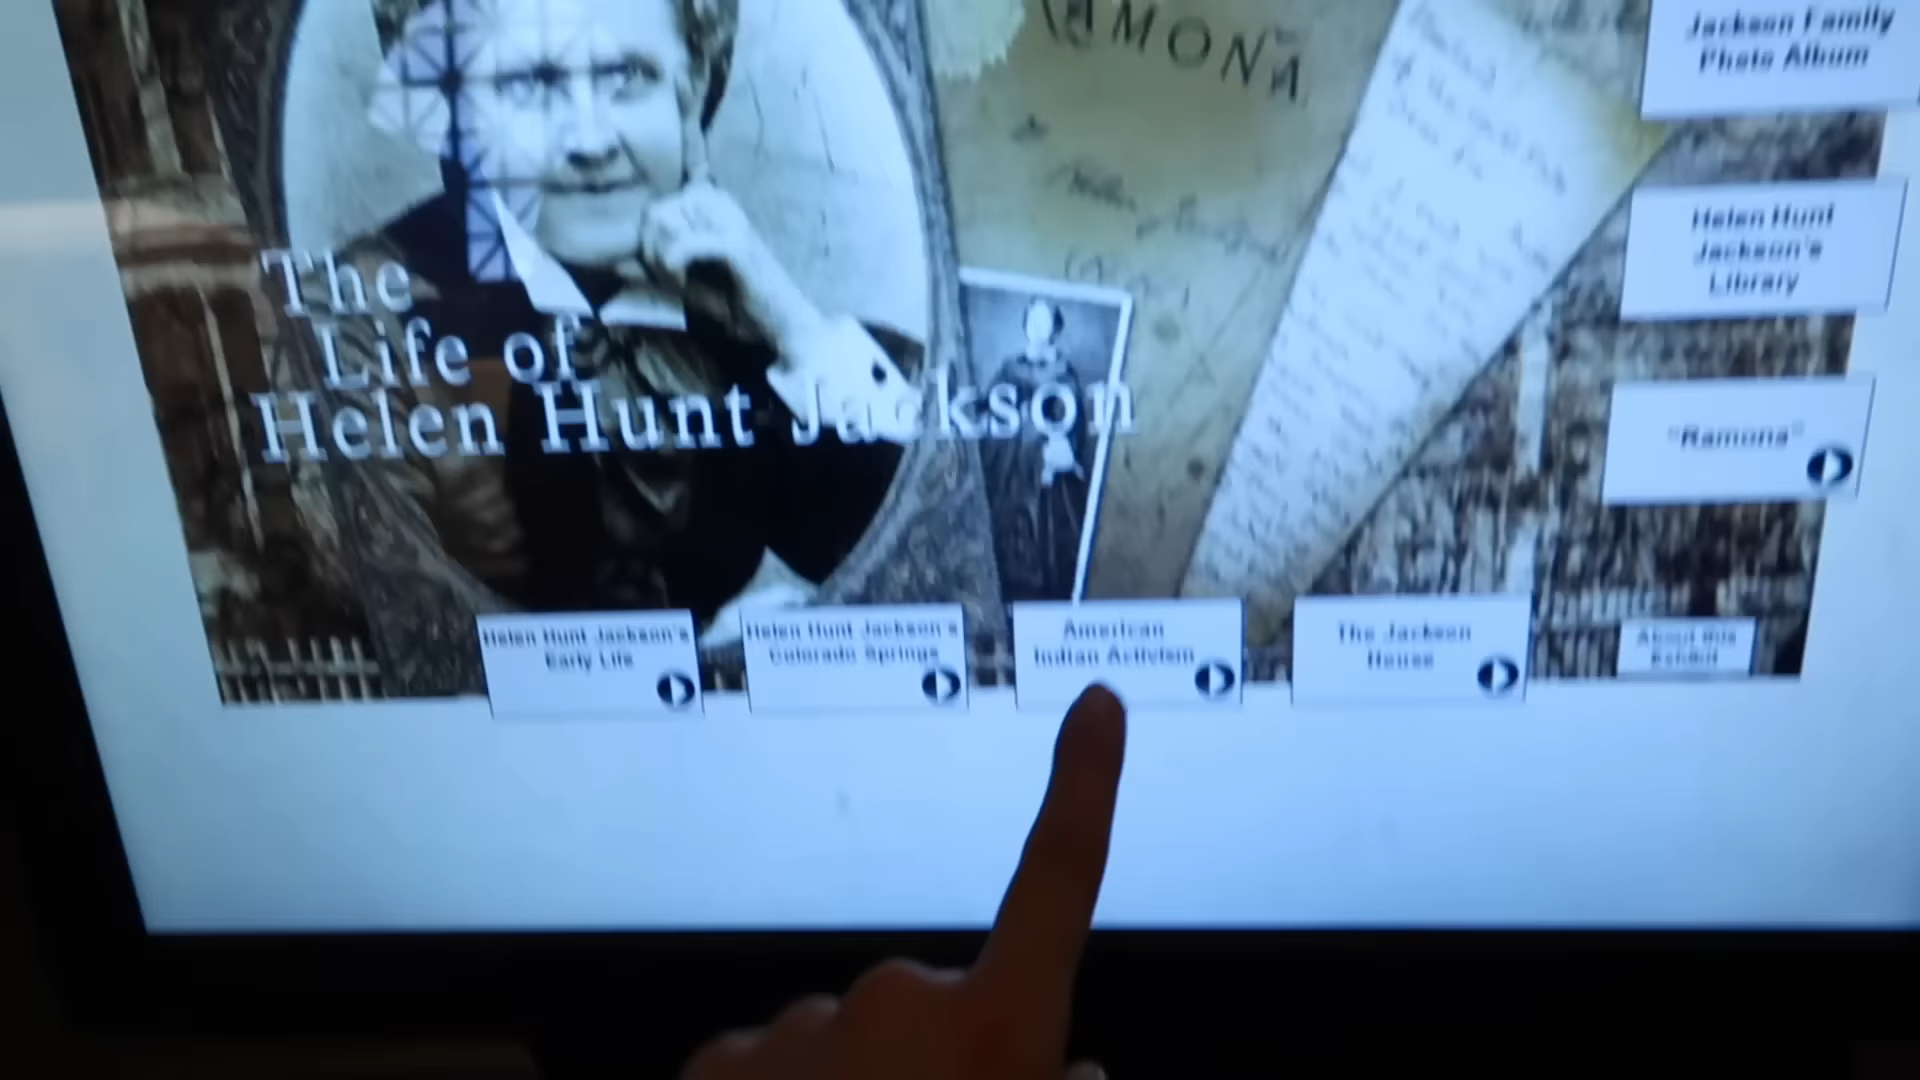 RAMONA
Jackson Family
Photo Album
Helen Hunt
Jackson's
Library
The
Life of
Helen Hunt Jackson
"Ramona"
Helen Hunt Jackson's
Early Life
Helen Hunt Jackson's
Colorado Springs
American
Indian Activism
The Jackson
House
About this
Exhibit